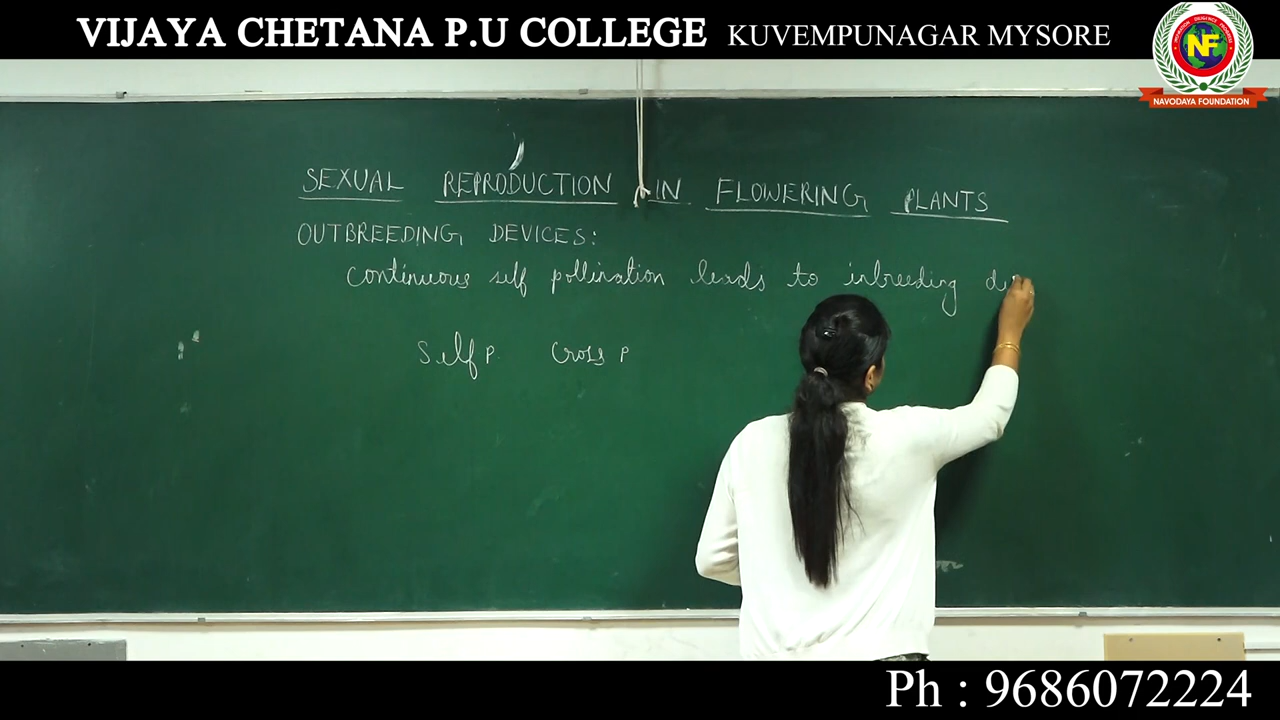 VIJAYA CHETANA P.U COLLEGE KUVEMPUNAGAR MYSORE
NF
NAVODAYA FOUNDATION
SEXUAL REPRODUCTION IN FLOWERING PLANTS
OUTBREEDING DEVICES:
Continuous self pollination leads to inbreeding
Self P. Cross P
Ph : 9686072224